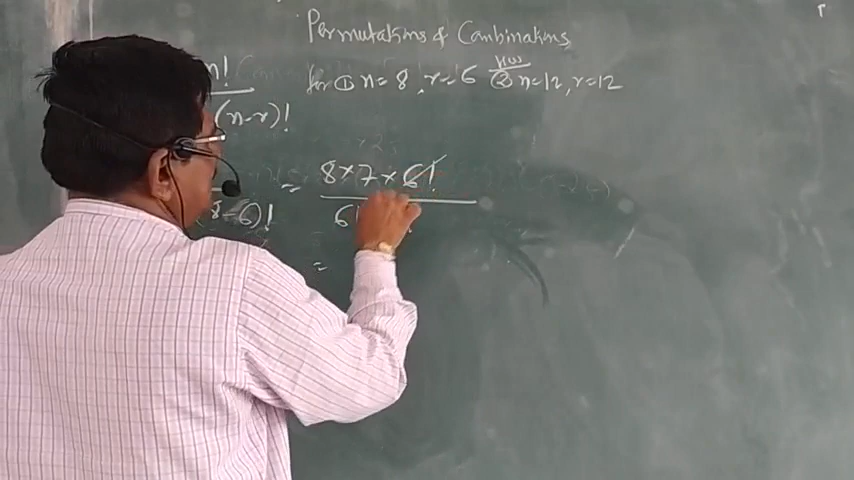 Permutations & Combinations
n! for ① n = 8, r = 6 H.W ② n = 12, r = 12
(n-r)!
= 8 × 7 × 6!
8-6)! 6!
=